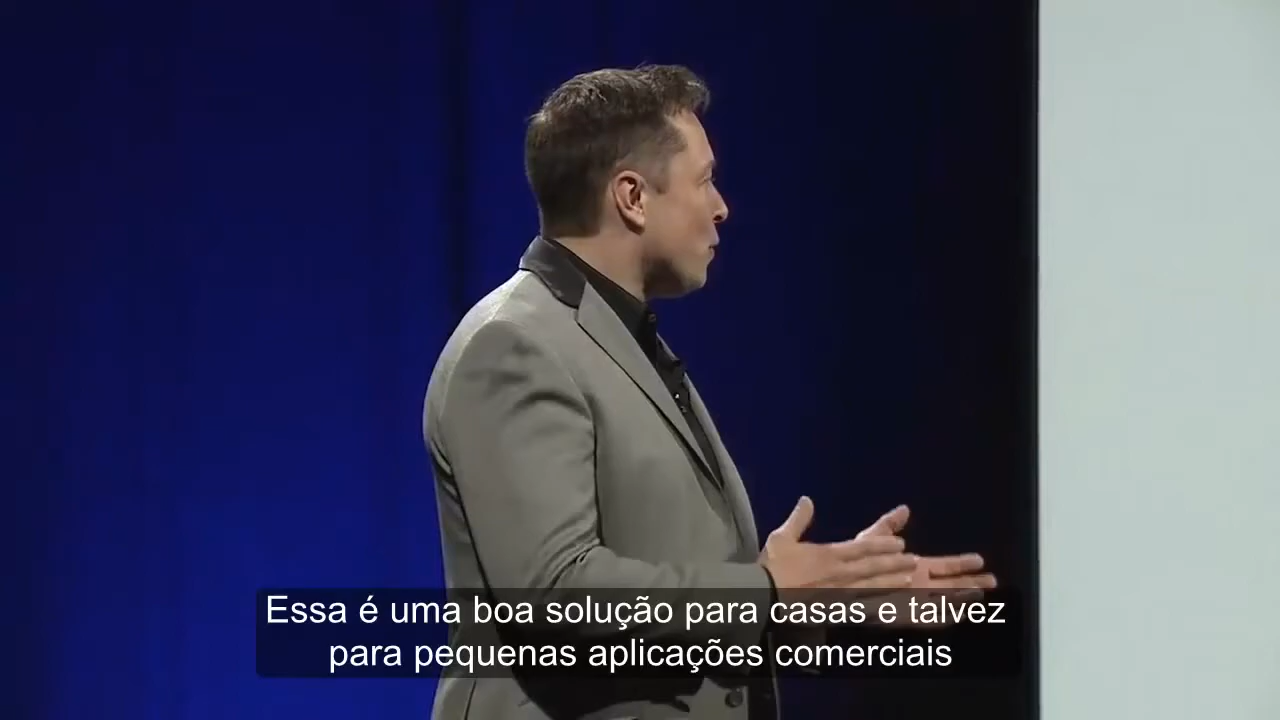 Essa é uma boa solução para casas e talvez
para pequenas aplicações comerciais